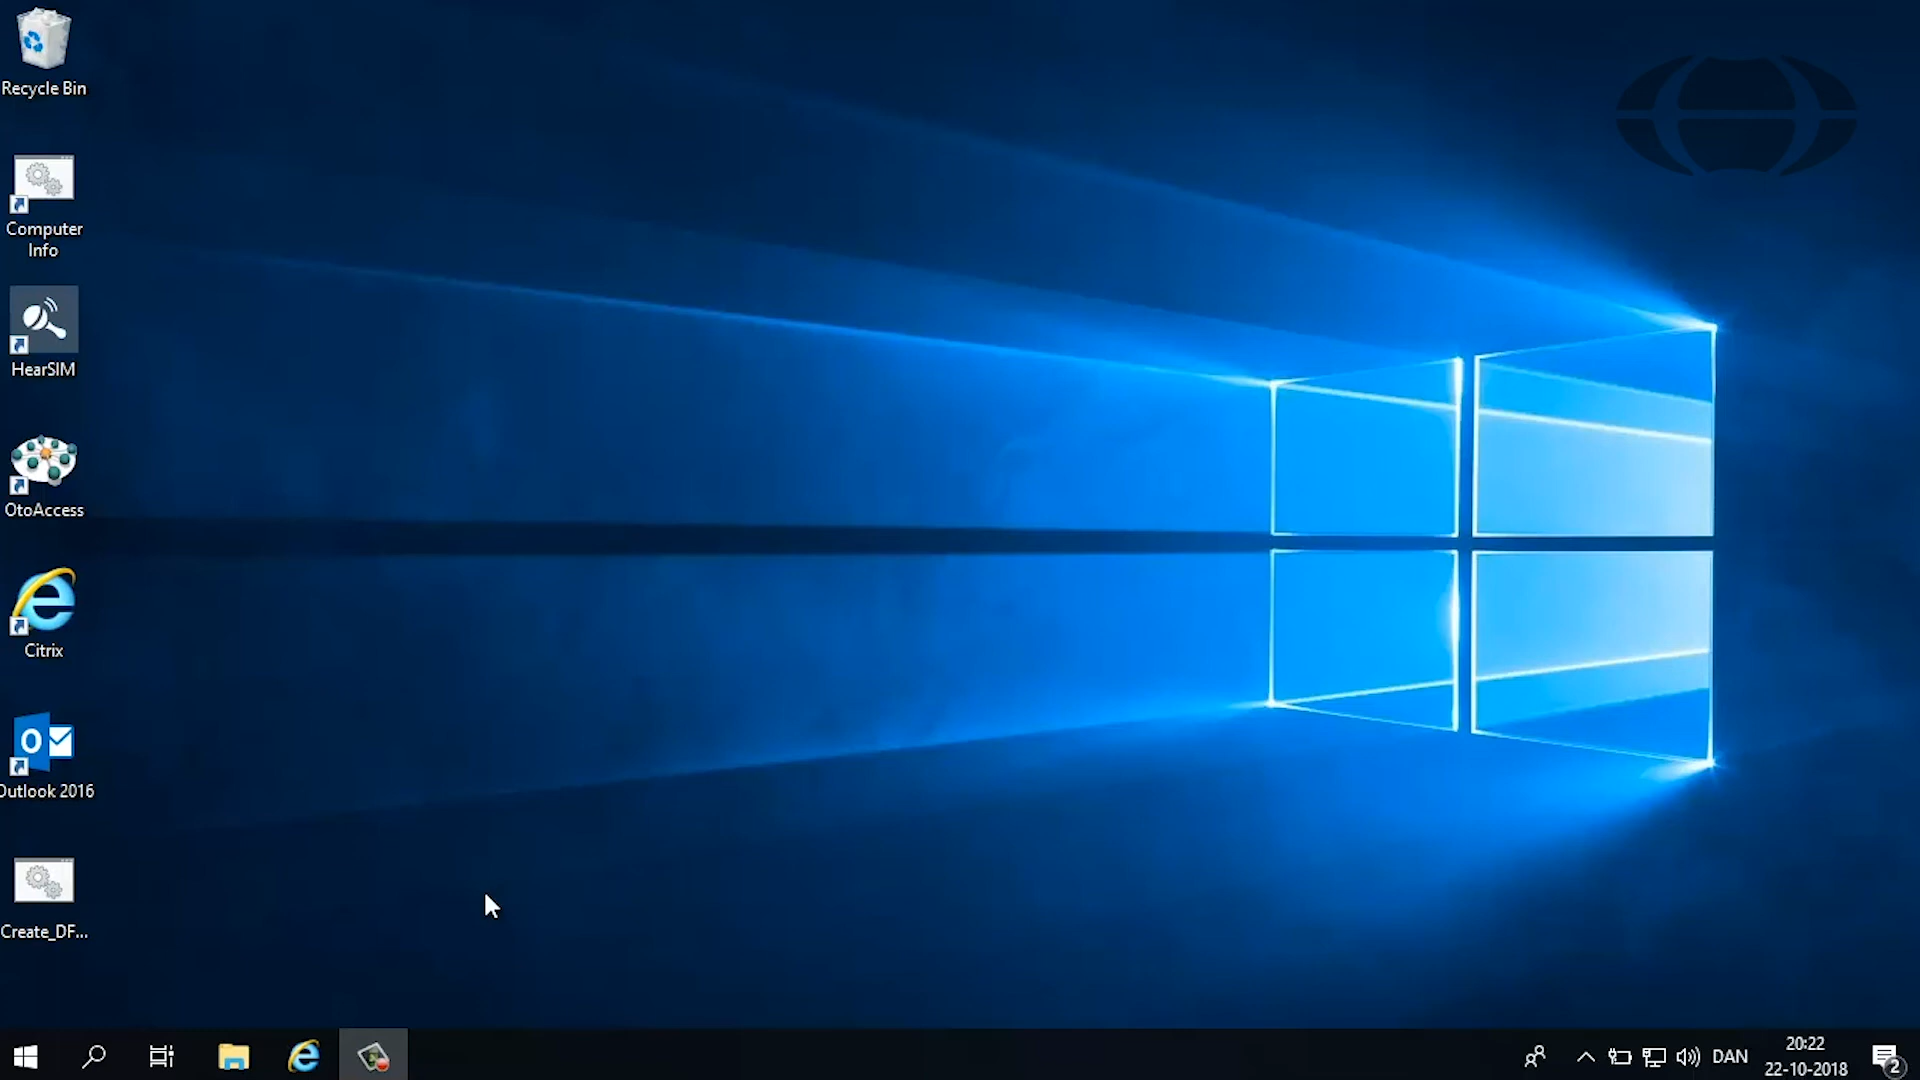 Recycle Bin
Computer
Info
HearSIM
OtoAccess
Citrix
Outlook 2016
Create_DF...
DAN
20:22
22-10-2018
2